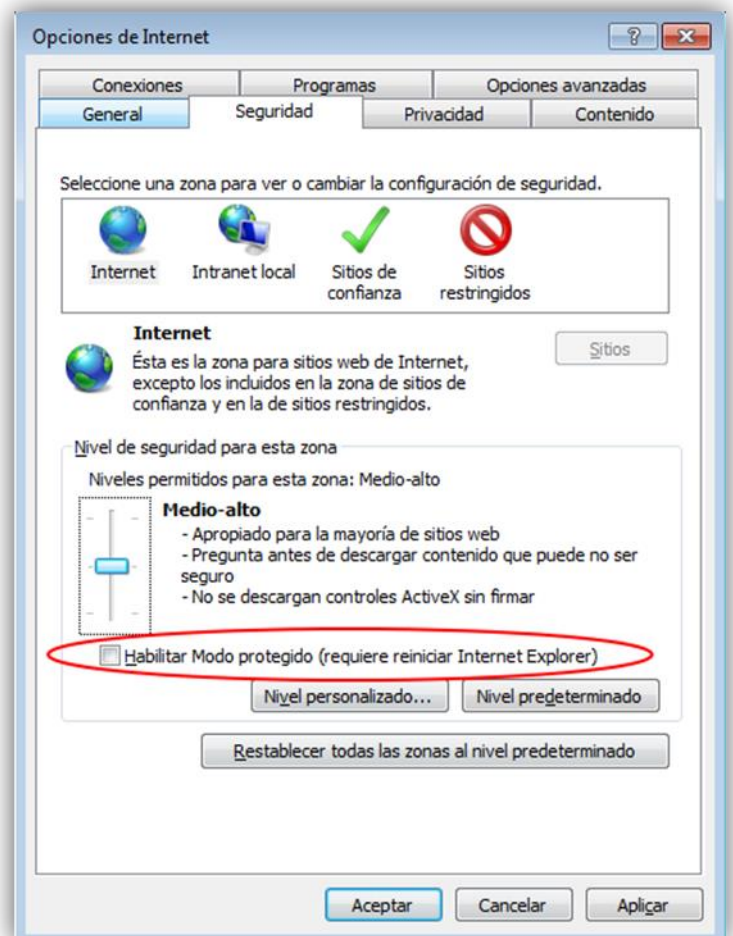 Opciones de Internet
Conexiones Programas Opciones avanzadas
General Seguridad Privacidad Contenido
Seleccione una zona para ver o cambiar la configuración de seguridad.
Internet Intranet local Sitios de confianza Sitios restringidos
Internet
Sitios
Ésta es la zona para sitios web de Internet,
excepto los incluidos en la zona de sitios de
confianza y en la de sitios restringidos.
Nivel de seguridad para esta zona
Niveles permitidos para esta zona: Medio-alto
Medio-alto
- Apropiado para la mayoría de sitios web
- Pregunta antes de descargar contenido que puede no ser
seguro
- No se descargan controles ActiveX sin firmar
Habilitar Modo protegido (requiere reiniciar Internet Explorer)
Nivel personalizado... Nivel predeterminado
Restablecer todas las zonas al nivel predeterminado
Aceptar Cancelar Aplicar